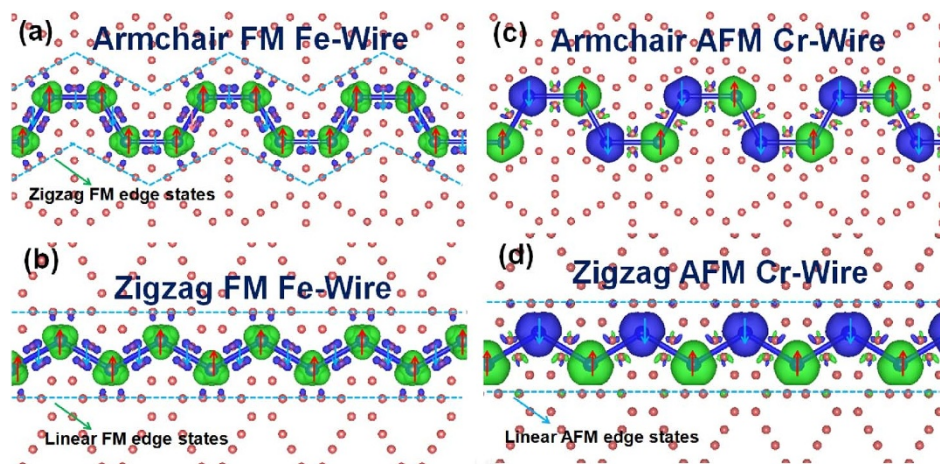 (a)
Armchair FM Fe-Wire
Zigzag FM edge states
(b)
Zigzag FM Fe-Wire
Linear FM edge states
(c)
Armchair AFM Cr-Wire
(d)
Zigzag AFM Cr-Wire
Linear AFM edge states